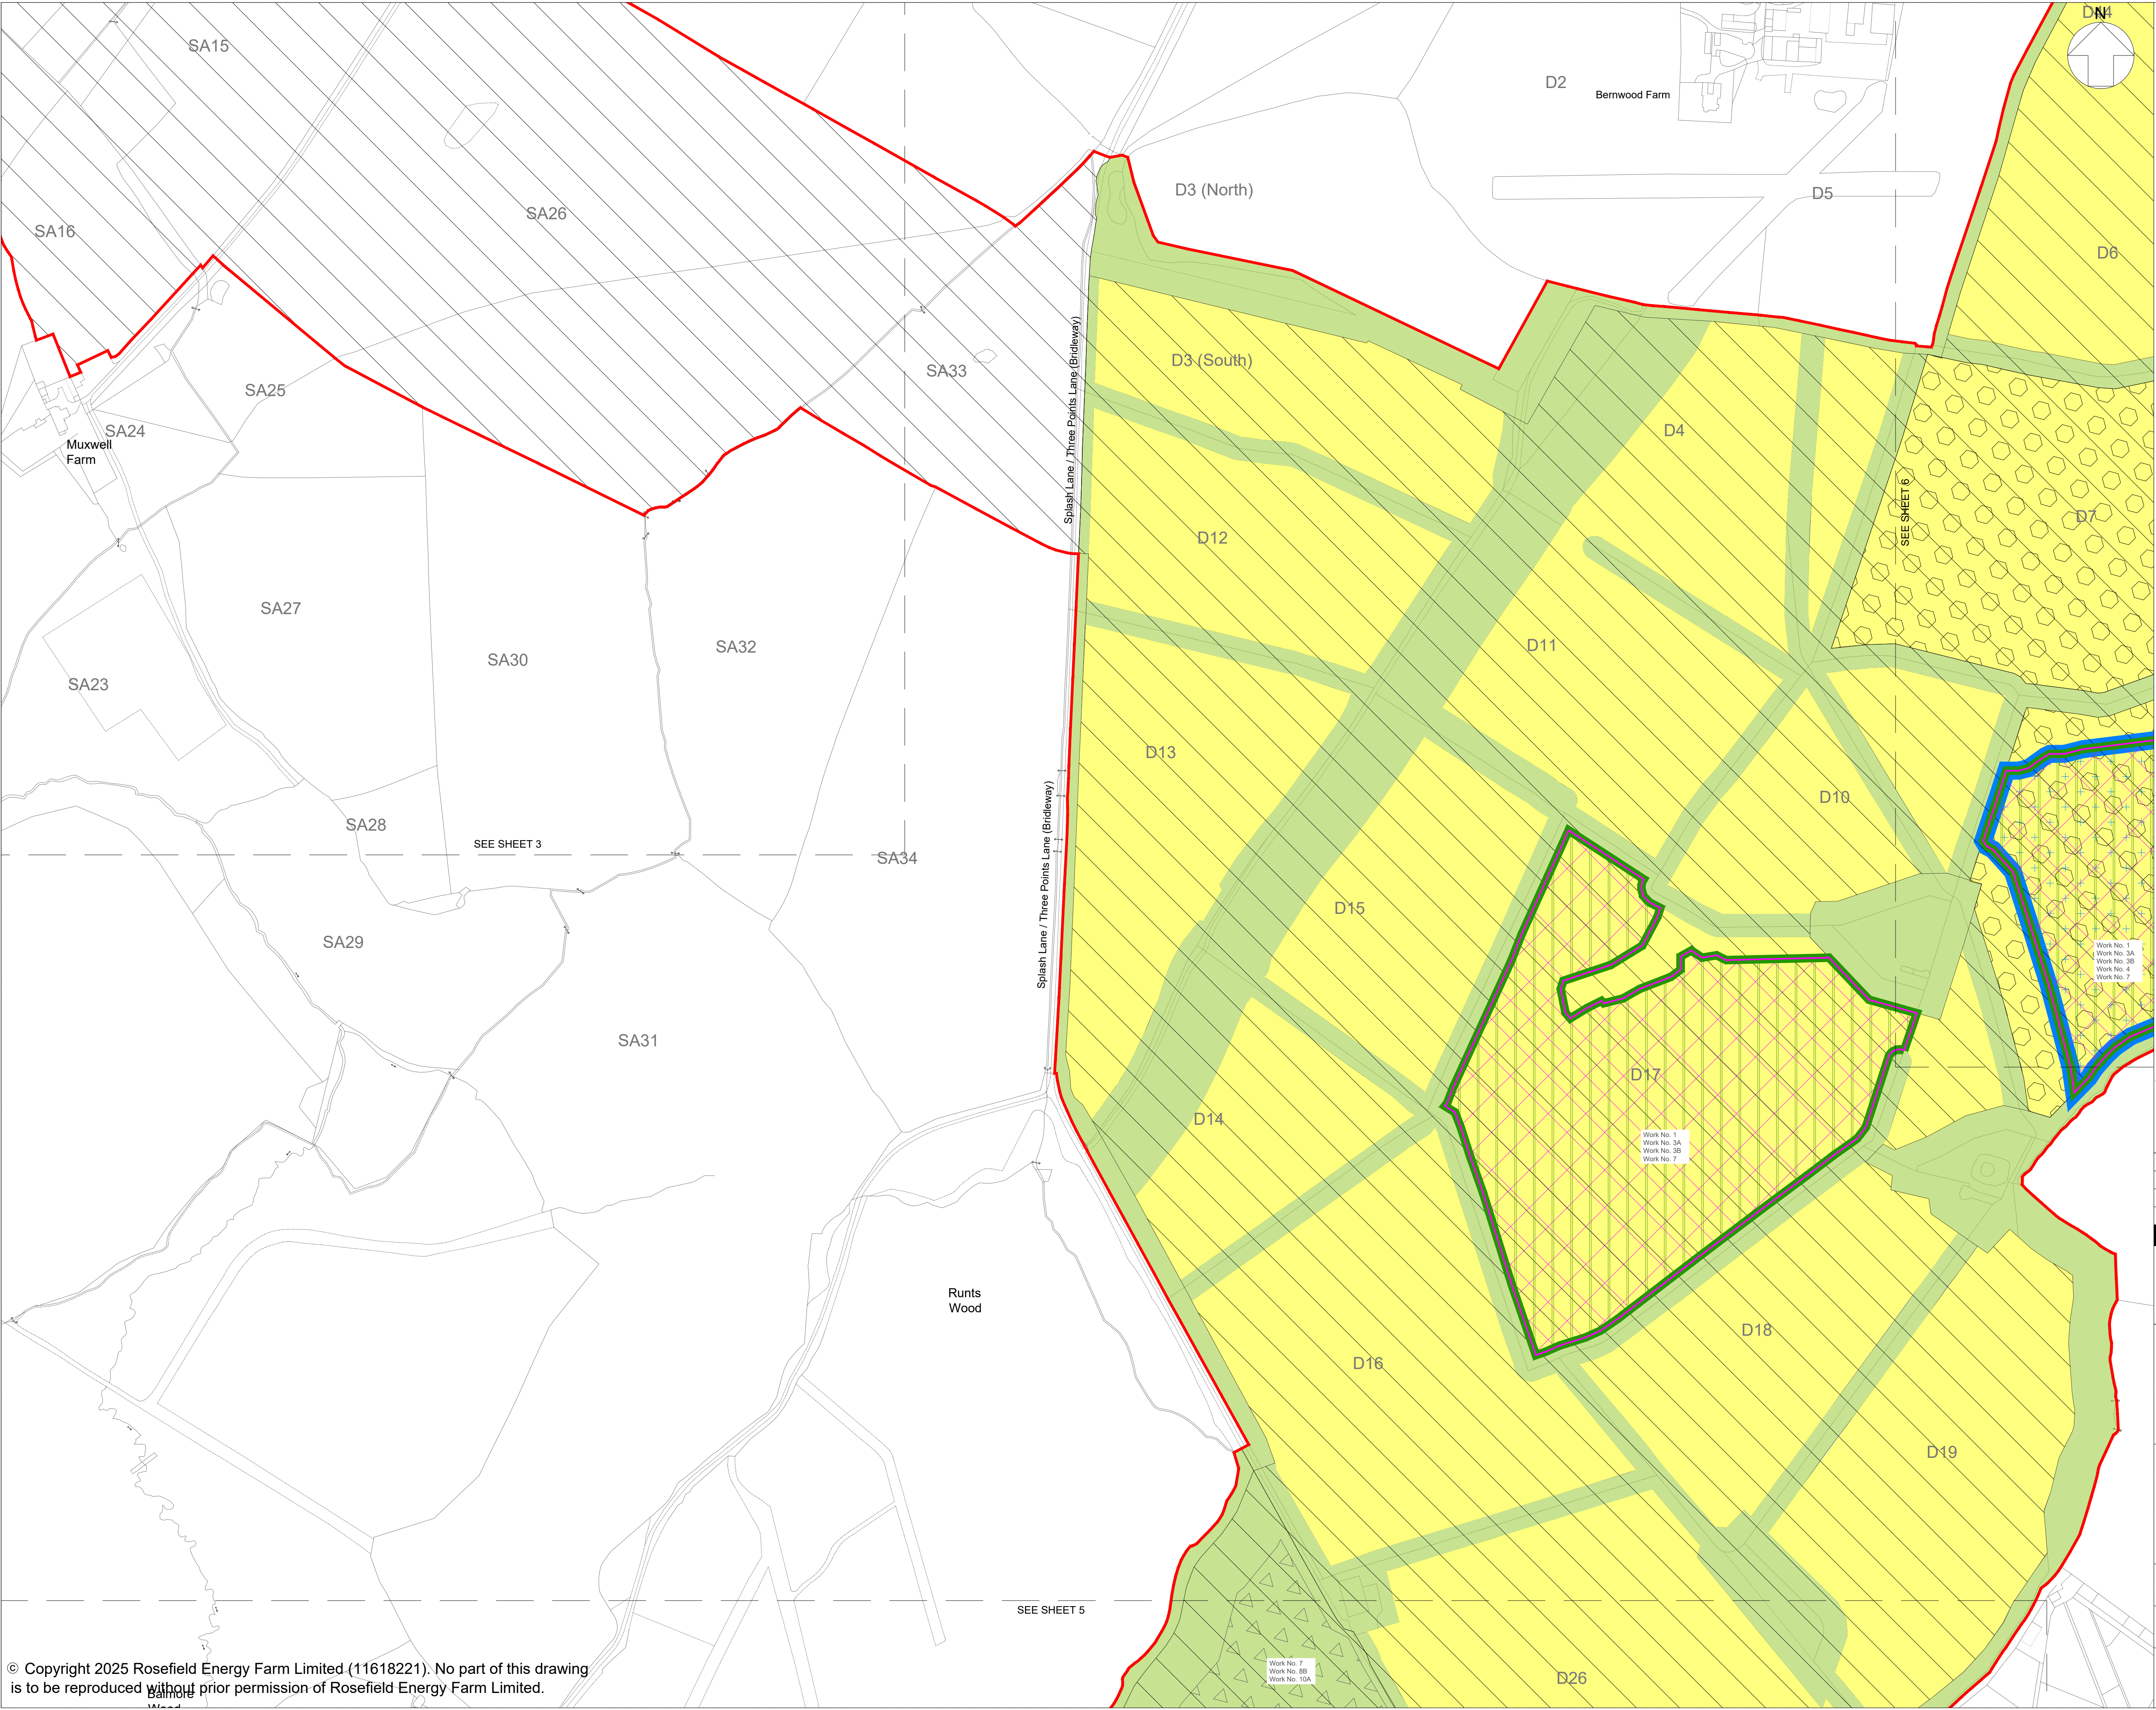 SA15
D14
N
D2
Bernwood Farm
D3 (North)
D5
SA26
SA16
D6
D3 (South)
SA33
SA25
Splash Lane / Three Points Lane (Bridleway)
SA24
Muxwell
Farm
D4
SEE SHEET 6
D7
D12
SA27
SA32
D11
SA30
SA23
D13
D10
SA28
SEE SHEET 3
SA34
Splash Lane / Three Points Lane (Bridleway)
D15
SA29
Work No. 1
Work No. 3A
Work No. 3B
Work No. 4
Work No. 7
SA31
D17
D14
Work No. 1
Work No. 3A
Work No. 3B
Work No. 7
Runts
Wood
D18
D16
D19
SEE SHEET 5
Work No. 7
Work No. 8B
Work No. 10A
D26
© Copyright 2025 Rosefield Energy Farm Limited (11618221). No part of this drawing
is to be reproduced without prior permission of Rosefield Energy Farm Limited.
Balmore
Wood